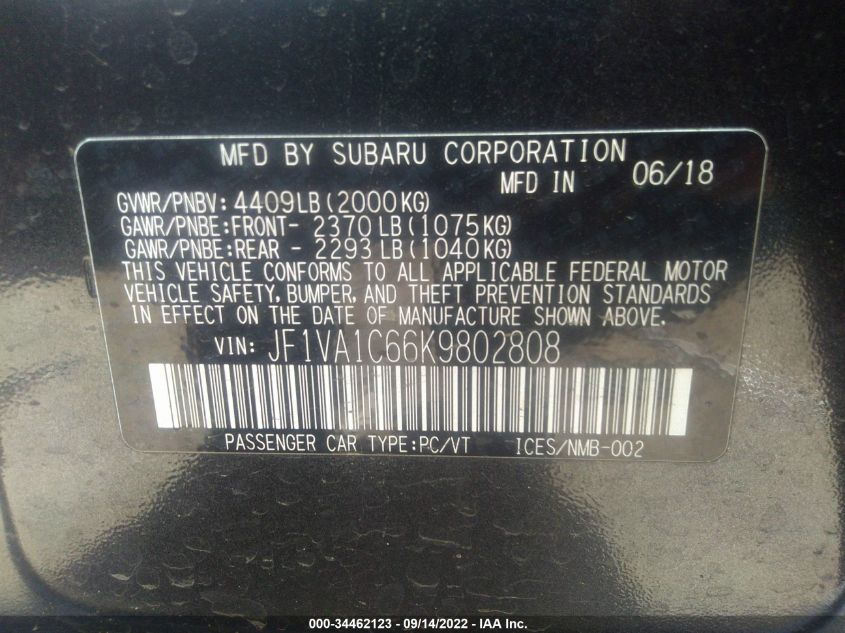 MFD BY SUBARU CORPORATION
MFD IN 06/18
GVWR/PNBV: 4409LB(2000KG)
GAWR/PNBE:FRONT- 2370LB(1075KG)
GAWR/PNBE:REAR - 2293LB(1040KG)
THIS VEHICLE CONFORMS TO ALL APPLICABLE FEDERAL MOTOR
VEHICLE SAFETY, BUMPER, AND THEFT PREVENTION STANDARDS
IN EFFECT ON THE DATE OF MANUFACTURE SHOWN ABOVE.
VIN: JF1VA1C66K9802808
PASSENGER CAR TYPE:PC/VT ICES/NMB-002
000-34462123 - 09/14/2022 - IAA Inc.